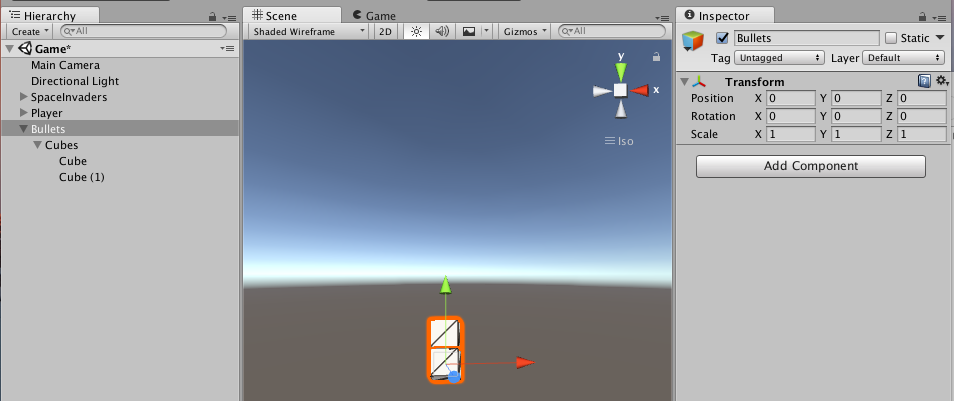 Hierarchy
Create
All
Game*
Main Camera
Directional Light
SpaceInvaders
Player
Bullets
Cubes
Cube
Cube (1)
Scene
Game
Shaded Wireframe
2D
Gizmos
All
y
x
Iso
Inspector
Bullets
Static
Tag Untagged Layer Default
Transform
Position X 0 Y 0 Z 0
Rotation X 0 Y 0 Z 0
Scale X 1 Y 1 Z 1
Add Component